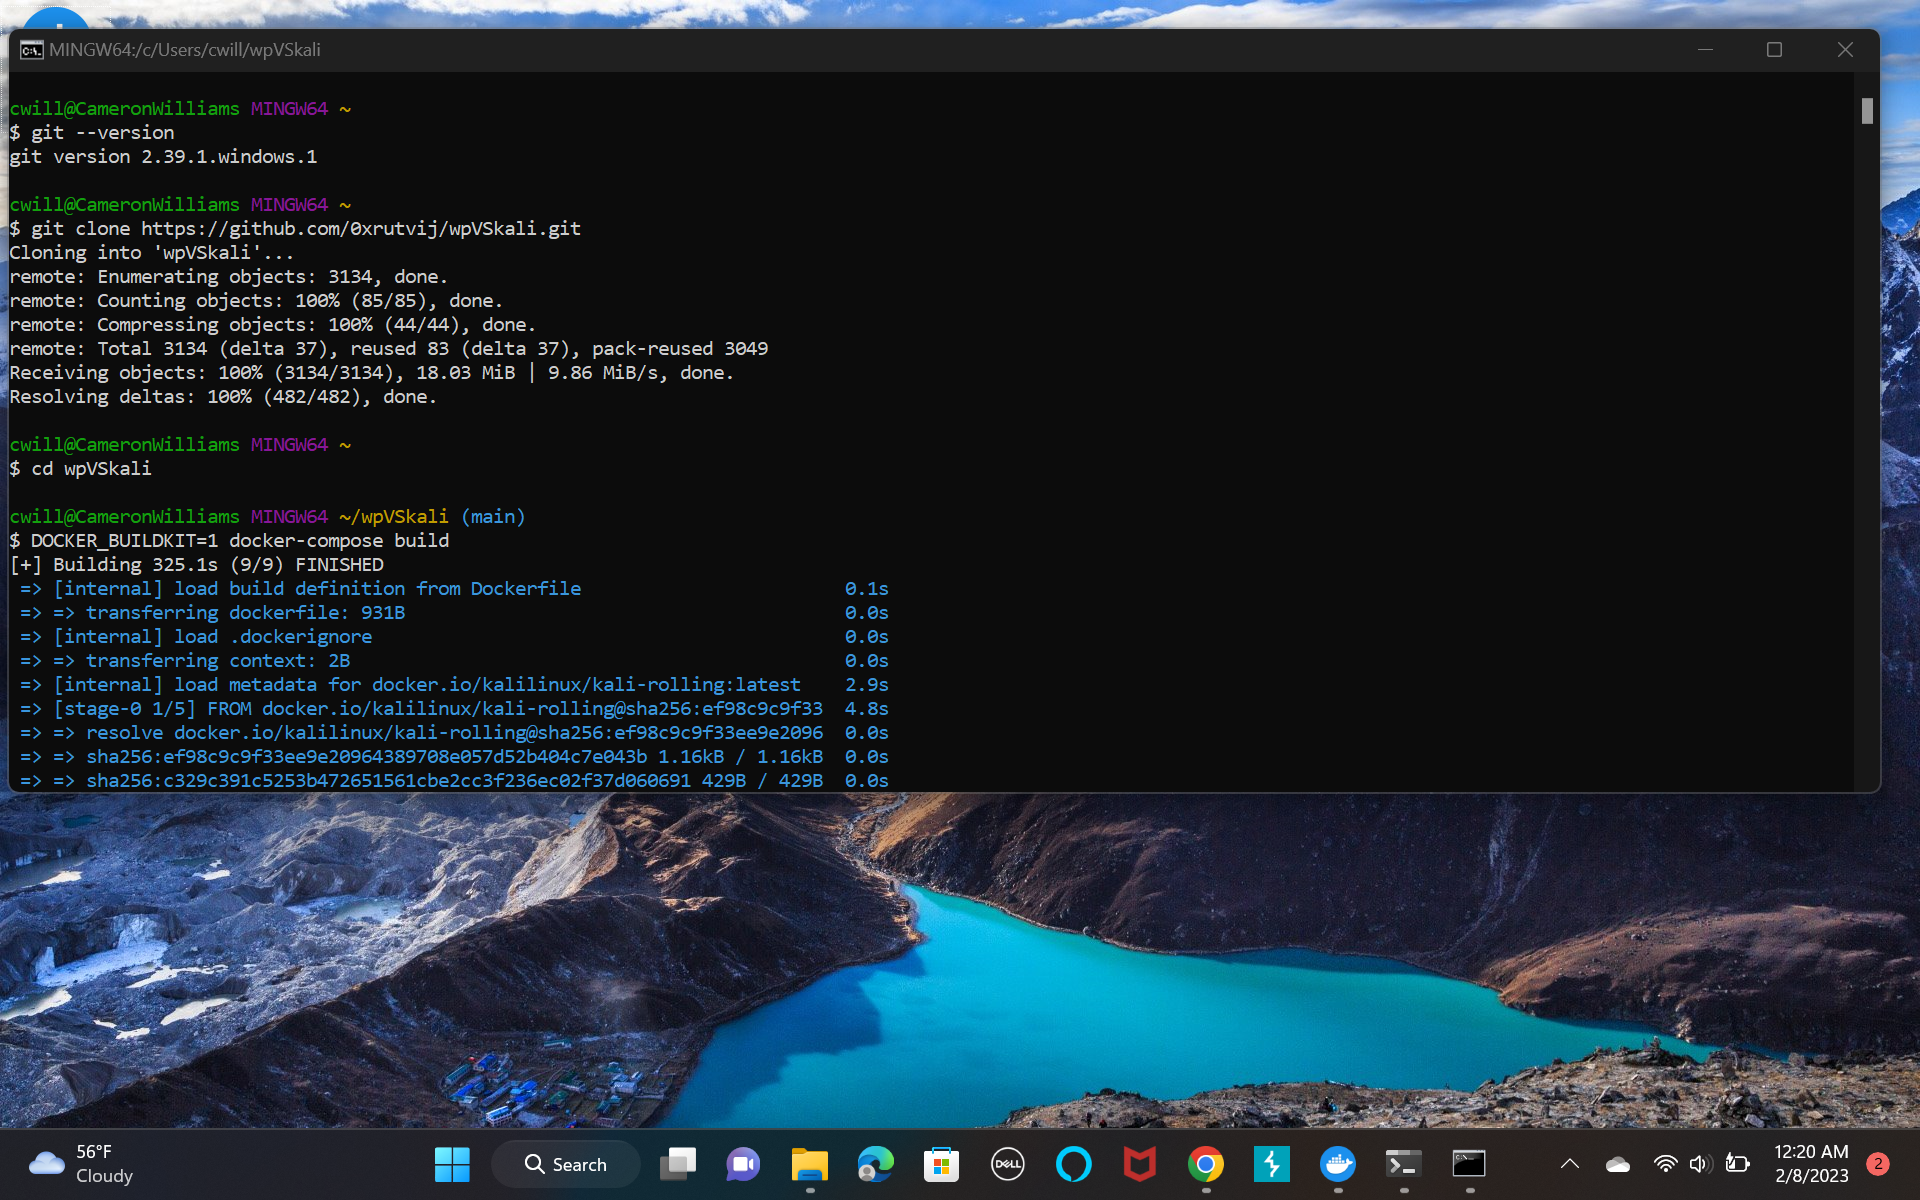 MINGW64:/c/Users/cwill/wpVSkali
cwill@CameronWilliams MINGW64 ~
$ git --version
git version 2.39.1.windows.1
cwill@CameronWilliams MINGW64 ~
$ git clone https://github.com/0xrutvij/wpVSkali.git
Cloning into 'wpVSkali'...
remote: Enumerating objects: 3134, done.
remote: Counting objects: 100% (85/85), done.
remote: Compressing objects: 100% (44/44), done.
remote: Total 3134 (delta 37), reused 83 (delta 37), pack-reused 3049
Receiving objects: 100% (3134/3134), 18.03 MiB | 9.86 MiB/s, done.
Resolving deltas: 100% (482/482), done.
cwill@CameronWilliams MINGW64 ~
$ cd wpVSkali
cwill@CameronWilliams MINGW64 ~/wpVSkali (main)
$ DOCKER_BUILDKIT=1 docker-compose build
[+] Building 325.1s (9/9) FINISHED
=> [internal] load build definition from Dockerfile 0.1s
=> => transferring dockerfile: 931B 0.0s
=> [internal] load .dockerignore 0.0s
=> => transferring context: 2B 0.0s
=> [internal] load metadata for docker.io/kalilinux/kali-rolling:latest 2.9s
=> [stage-0 1/5] FROM docker.io/kalilinux/kali-rolling@sha256:ef98c9c9f33 4.8s
=> => resolve docker.io/kalilinux/kali-rolling@sha256:ef98c9c9f33ee9e2096 0.0s
=> => sha256:ef98c9c9f33ee9e20964389708e057d52b404c7e043b 1.16kB / 1.16kB 0.0s
=> => sha256:c329c391c5253b472651561cbe2cc3f236ec02f37d060691 429B / 429B 0.0s
56°F
Cloudy
Search
DELL
12:20 AM
2/8/2023
2